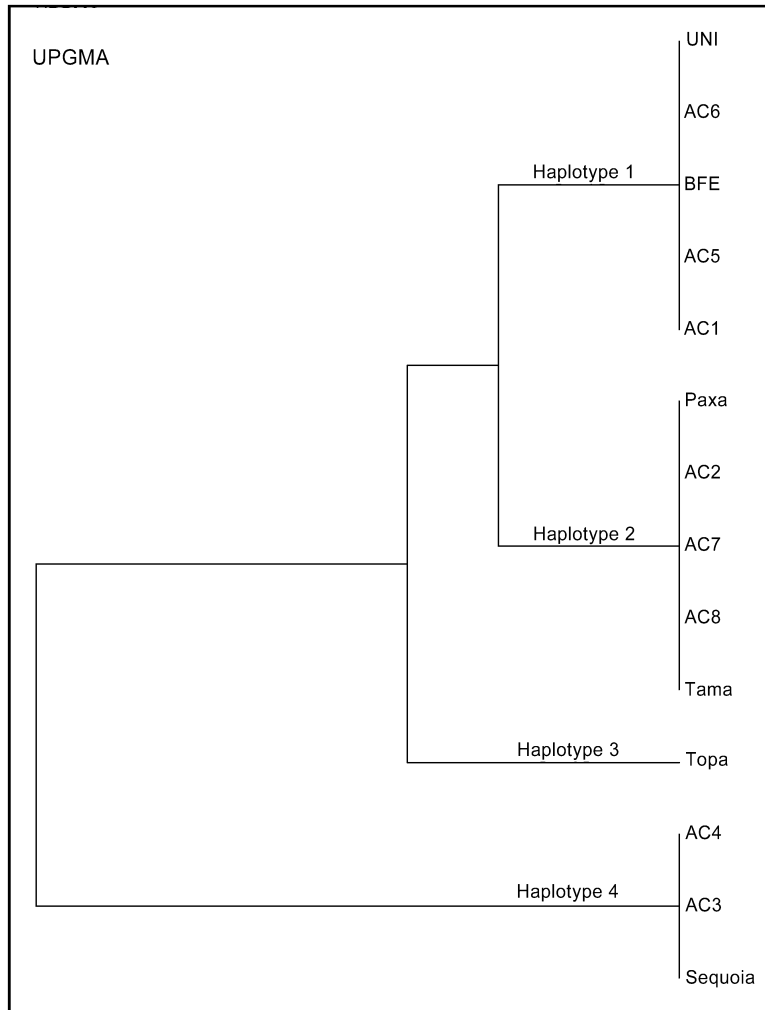 UPGMA
UNI
AC6
Haplotype 1
BFE
AC5
AC1
Paxa
AC2
Haplotype 2
AC7
AC8
Tama
Haplotype 3
Topa
AC4
Haplotype 4
AC3
Sequoia